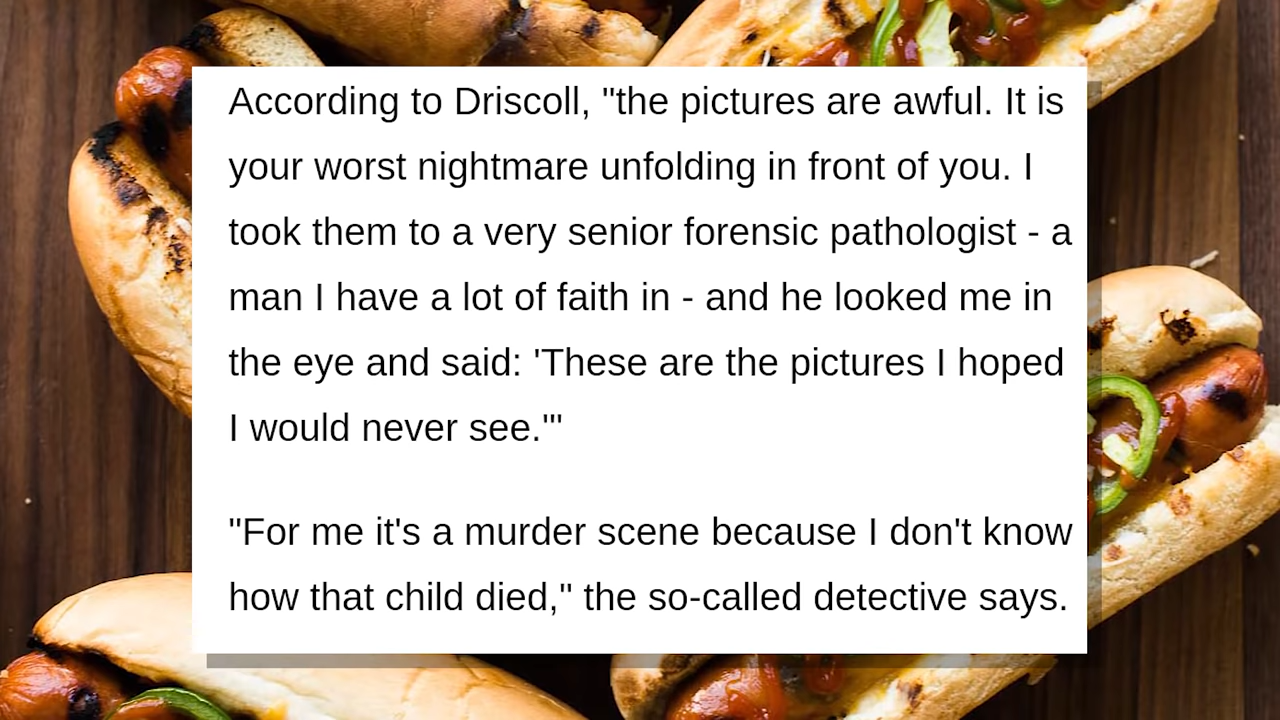 According to Driscoll, "the pictures are awful. It is
your worst nightmare unfolding in front of you. I
took them to a very senior forensic pathologist - a
man I have a lot of faith in - and he looked me in
the eye and said: 'These are the pictures I hoped
I would never see.'"
"For me it's a murder scene because I don't know
how that child died," the so-called detective says.